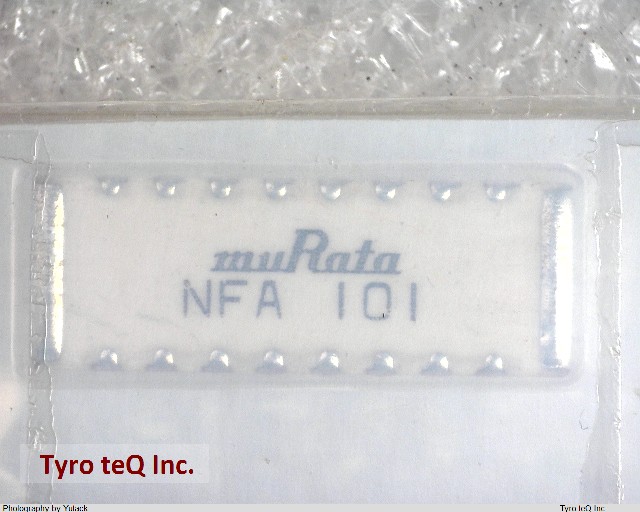 muRata
NFA 101
Tyro teQ Inc.
Photography by Yutack
Tyro teQ Inc